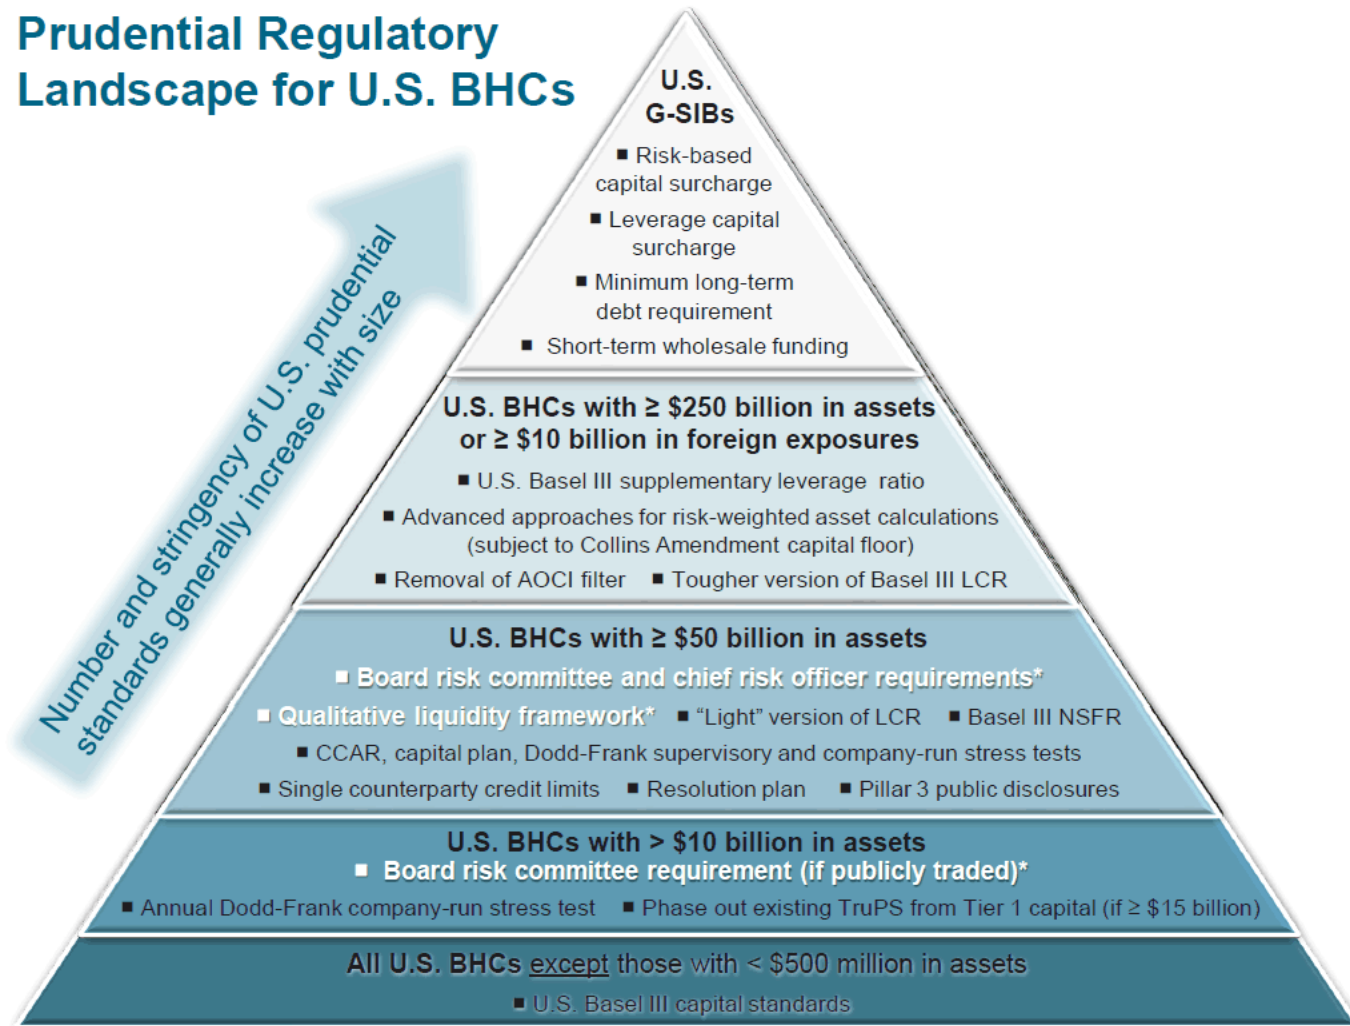 Prudential Regulatory
Landscape for U.S. BHCs
Number and stringency of U.S. prudential
standards generally increase with size
U.S.
G-SIBs
■ Risk-based
capital surcharge
■ Leverage capital
surcharge
■ Minimum long-term
debt requirement
■ Short-term wholesale funding
U.S. BHCs with ≥ $250 billion in assets
or ≥ $10 billion in foreign exposures
■ U.S. Basel III supplementary leverage ratio
■ Advanced approaches for risk-weighted asset calculations
(subject to Collins Amendment capital floor)
■ Removal of AOCI filter ■ Tougher version of Basel III LCR
U.S. BHCs with ≥ $50 billion in assets
■ Board risk committee and chief risk officer requirements*
■ Qualitative liquidity framework* ■ “Light” version of LCR ■ Basel III NSFR
■ CCAR, capital plan, Dodd-Frank supervisory and company-run stress tests
■ Single counterparty credit limits ■ Resolution plan ■ Pillar 3 public disclosures
U.S. BHCs with > $10 billion in assets
■ Board risk committee requirement (if publicly traded)*
■ Annual Dodd-Frank company-run stress test ■ Phase out existing TruPS from Tier 1 capital (if ≥ $15 billion)
All U.S. BHCs except those with < $500 million in assets
■ U.S. Basel III capital standards